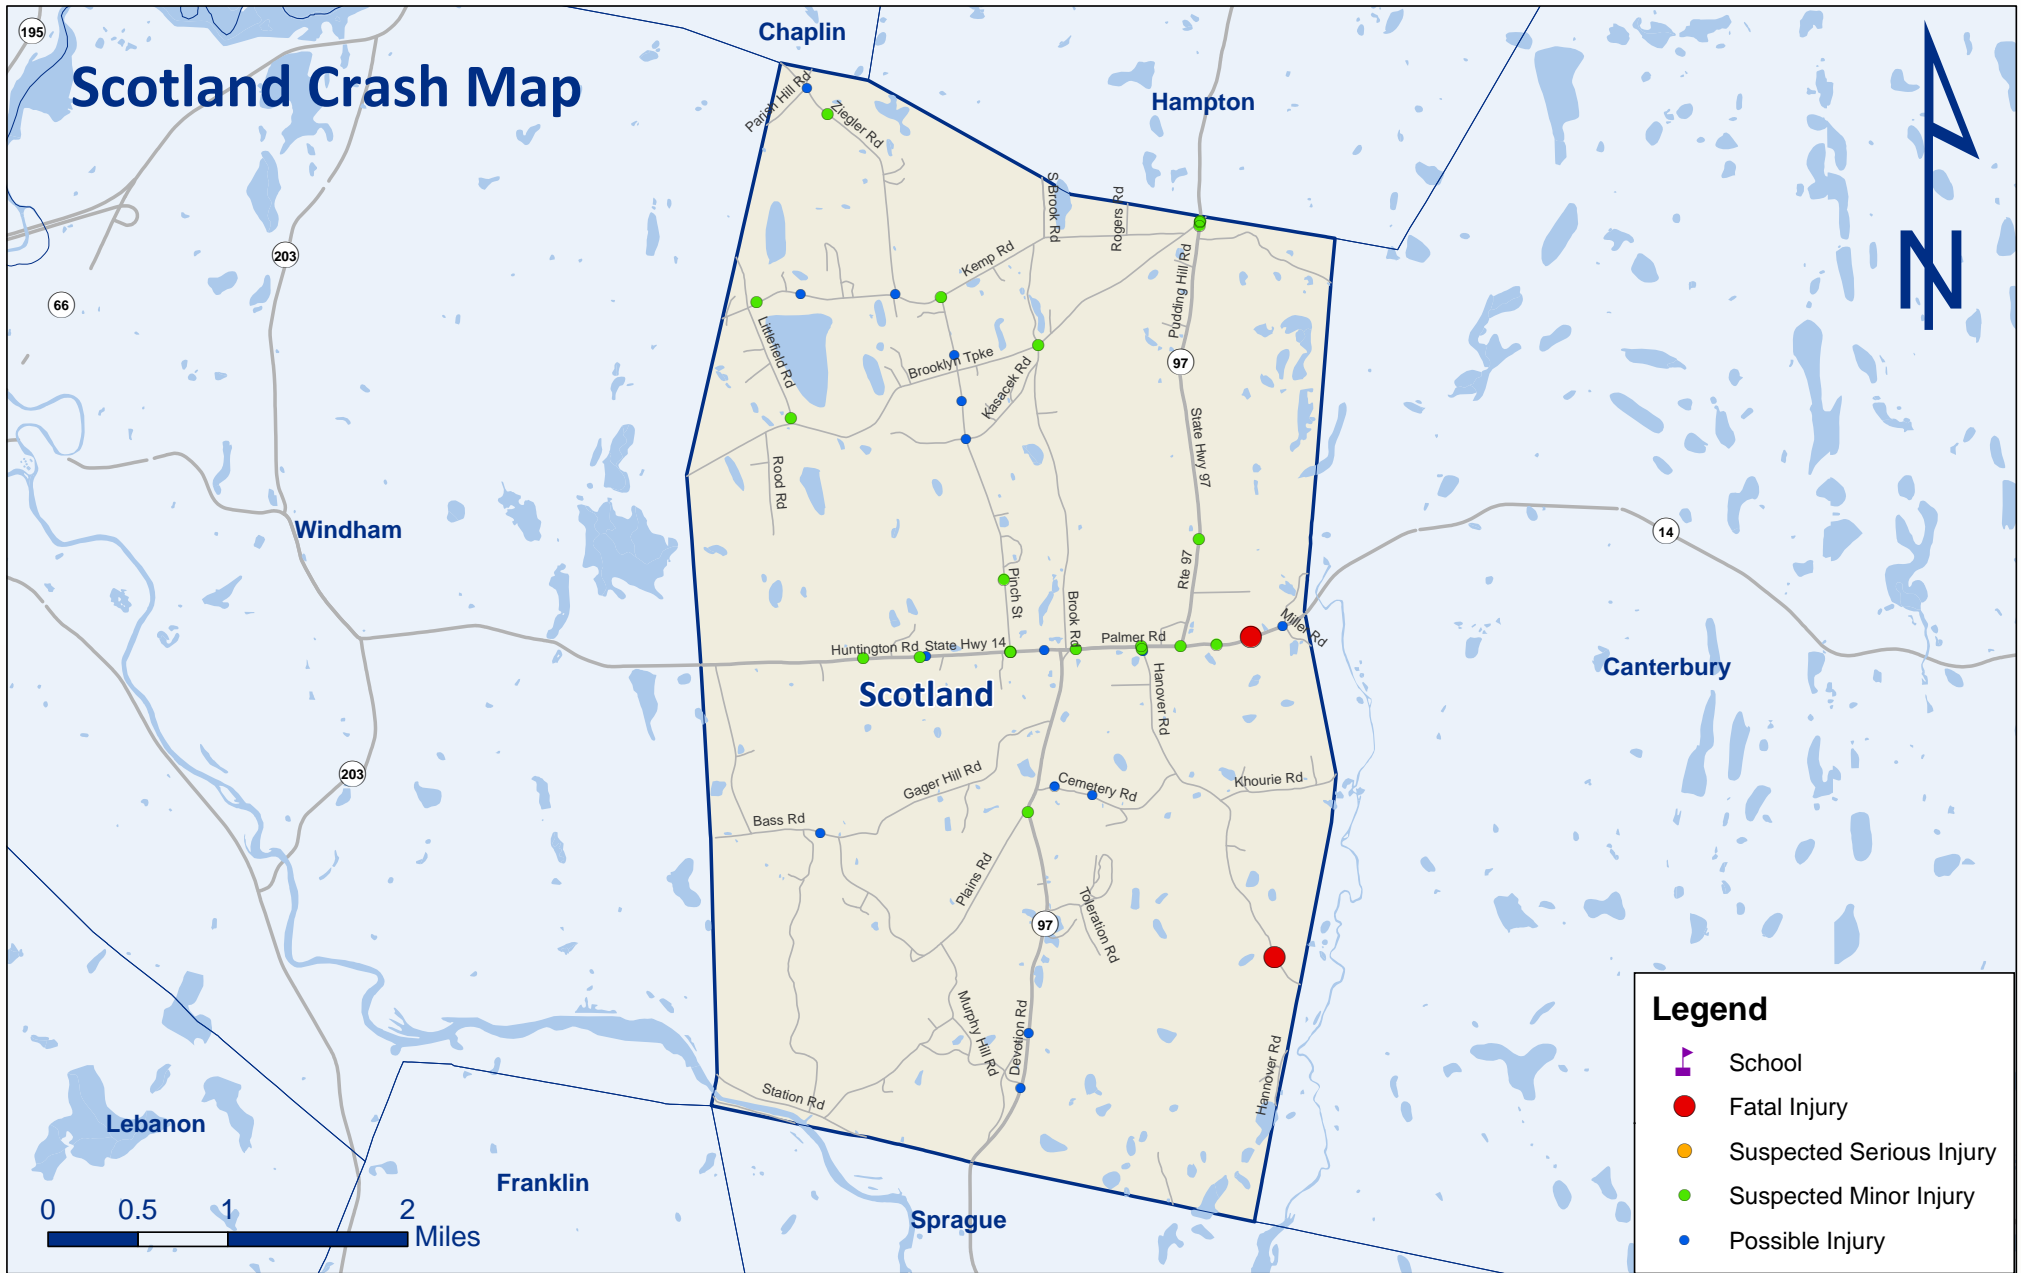 195
Chaplin
Scotland Crash Map
Hampton
Parish Hill Rd
Ziegler Rd
S Brook Rd
Rogers Rd
203
Kemp Rd
Pudding Hill Rd
66
Littlefield Rd
Brooklyn Tpke
Kasacek Rd
97
State Hwy 97
Rood Rd
N
Windham
14
Rte 97
Pinch St
Brook Rd
Miller Rd
Huntington Rd
State Hwy 14
Palmer Rd
Scotland
Hanover Rd
Canterbury
203
Gager Hill Rd
Cemetery Rd
Khourie Rd
Bass Rd
Plains Rd
97
Toleration Rd
Murphy Hill Rd
Devotion Rd
Hannover Rd
Station Rd
Lebanon
Franklin
Sprague
0 0.5 1 2
Miles
Legend
School
Fatal Injury
Suspected Serious Injury
Suspected Minor Injury
Possible Injury